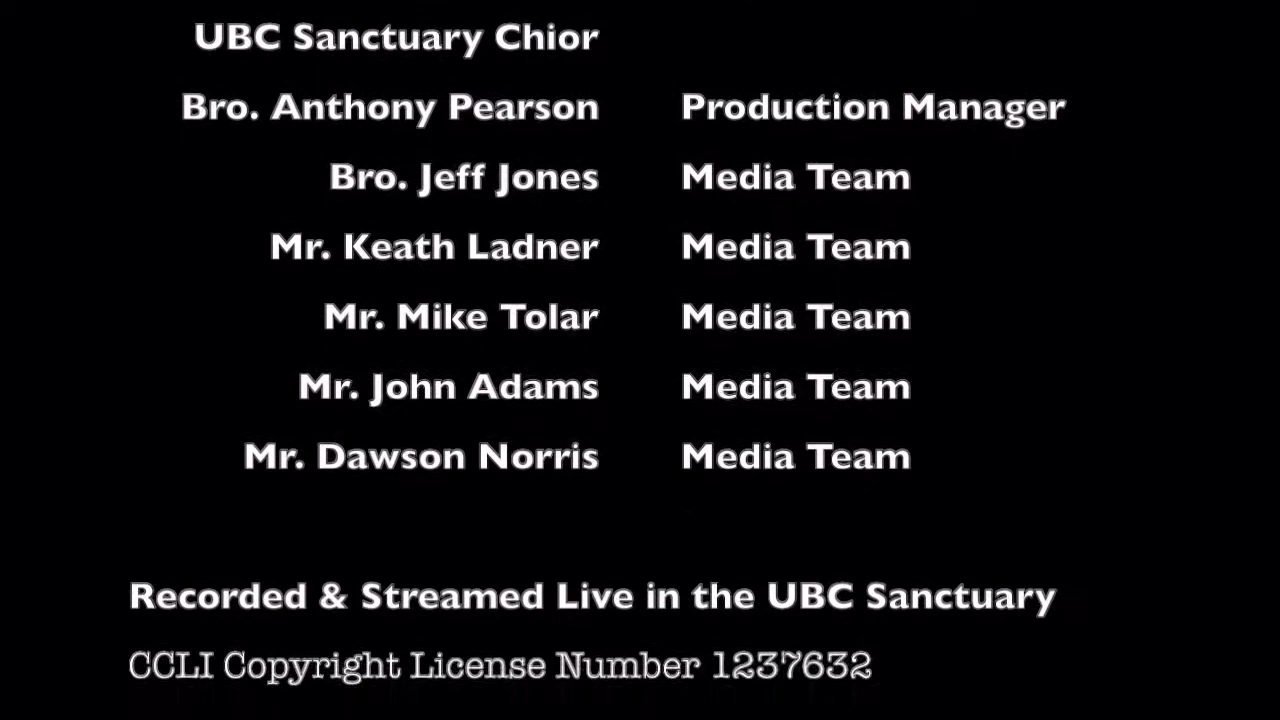 UBC Sanctuary Chior
Bro. Anthony Pearson Production Manager
Bro. Jeff Jones Media Team
Mr. Keath Ladner Media Team
Mr. Mike Tolar Media Team
Mr. John Adams Media Team
Mr. Dawson Norris Media Team
Recorded & Streamed Live in the UBC Sanctuary
CCLI Copyright License Number 1237632